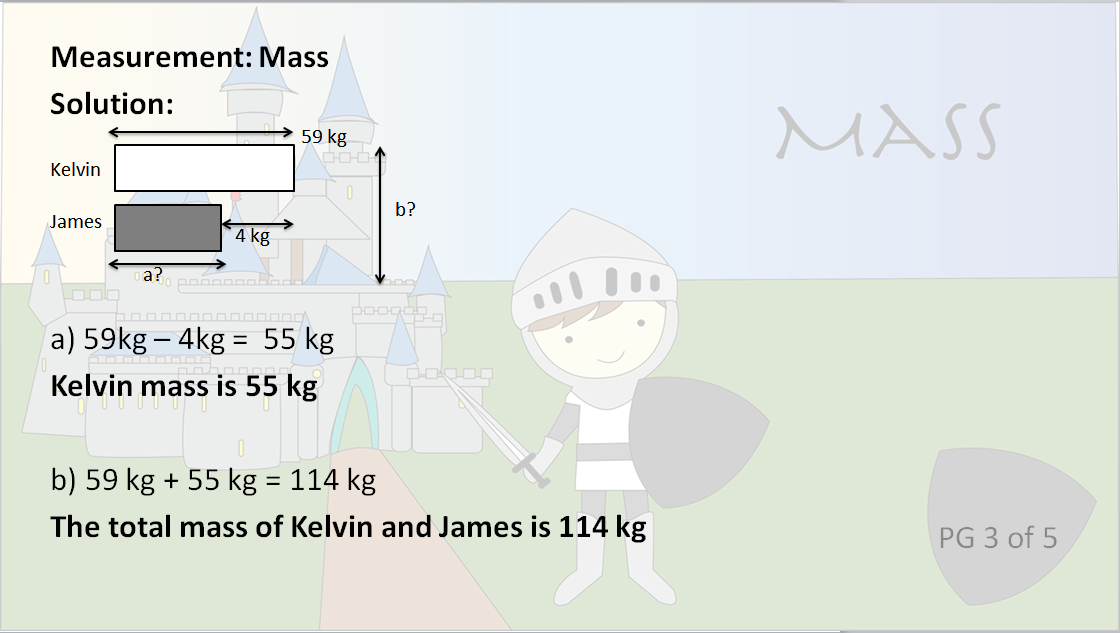 Measurement: Mass
Solution:
MASS
59 kg
Kelvin
James
b?
4 kg
a?
a) 59kg – 4kg =  55 kg
Kelvin mass is 55 kg
b) 59 kg + 55 kg = 114 kg
The total mass of Kelvin and James is 114 kg
PG 3 of 5